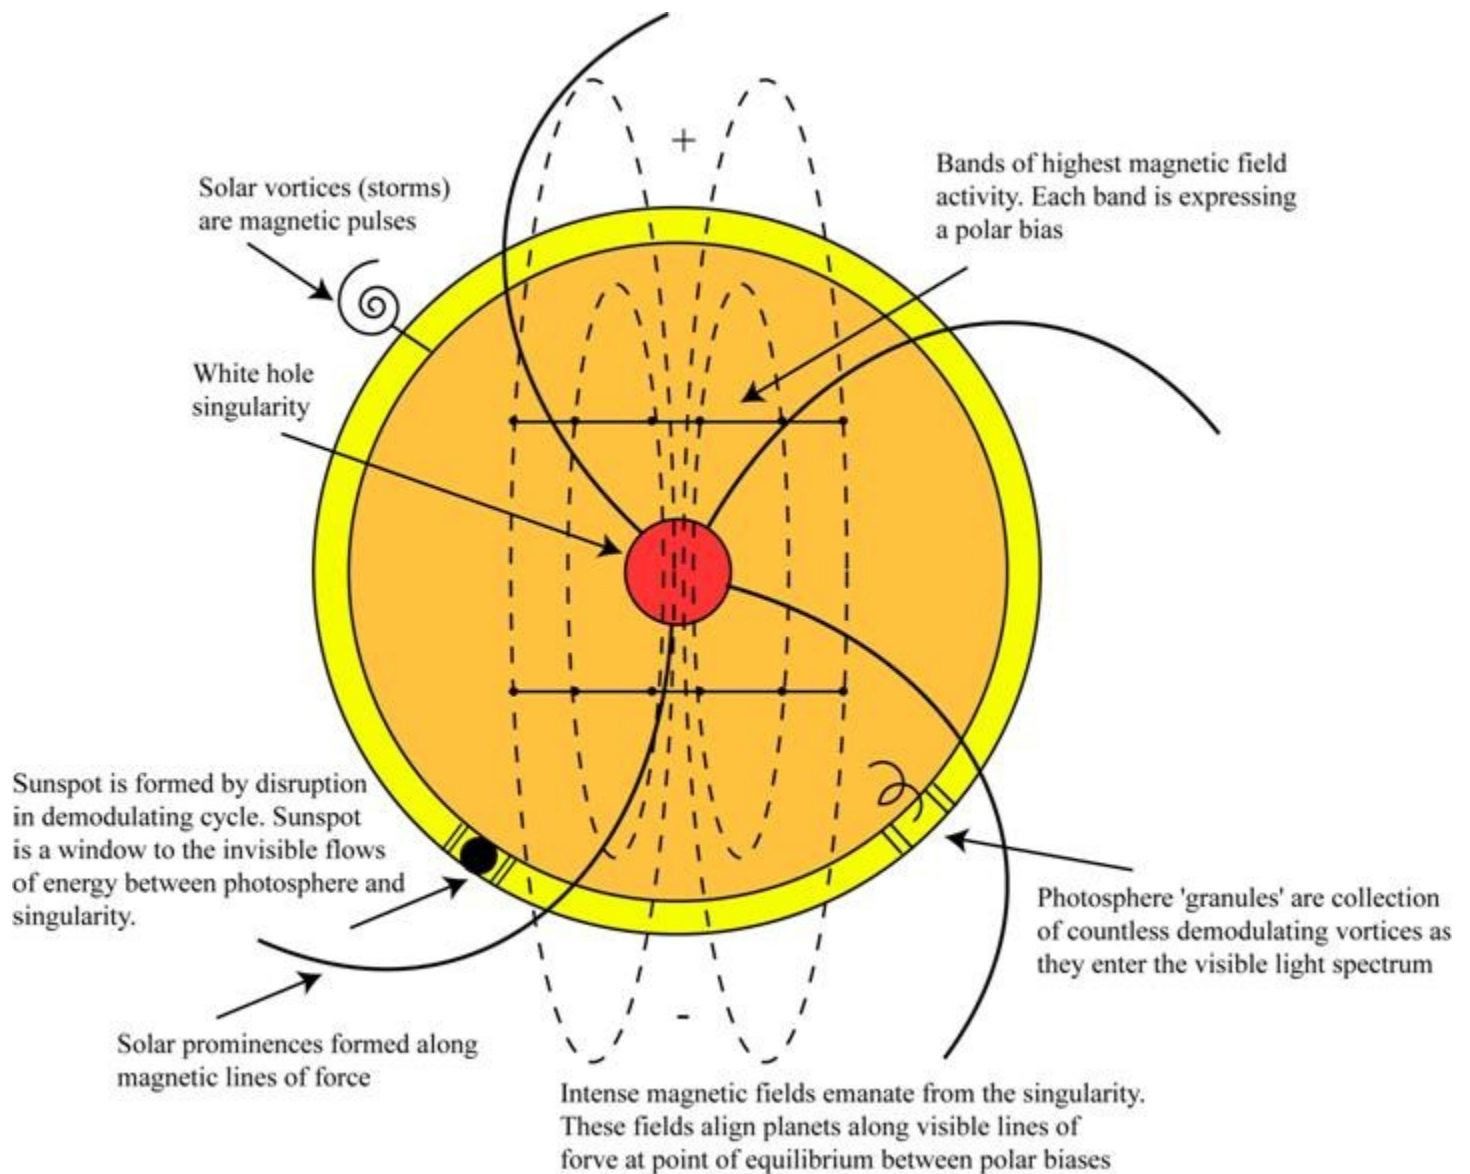 +
Solar vortices (storms)
are magnetic pulses
Bands of highest magnetic field
activity. Each band is expressing
a polar bias
White hole
singularity
Sunspot is formed by disruption
in demodulating cycle. Sunspot
is a window to the invisible flows
of energy between photosphere and
singularity.
Photosphere 'granules' are collection
of countless demodulating vortices as
they enter the visible light spectrum
-
Solar prominences formed along
magnetic lines of force
Intense magnetic fields emanate from the singularity.
These fields align planets along visible lines of
forve at point of equilibrium between polar biases